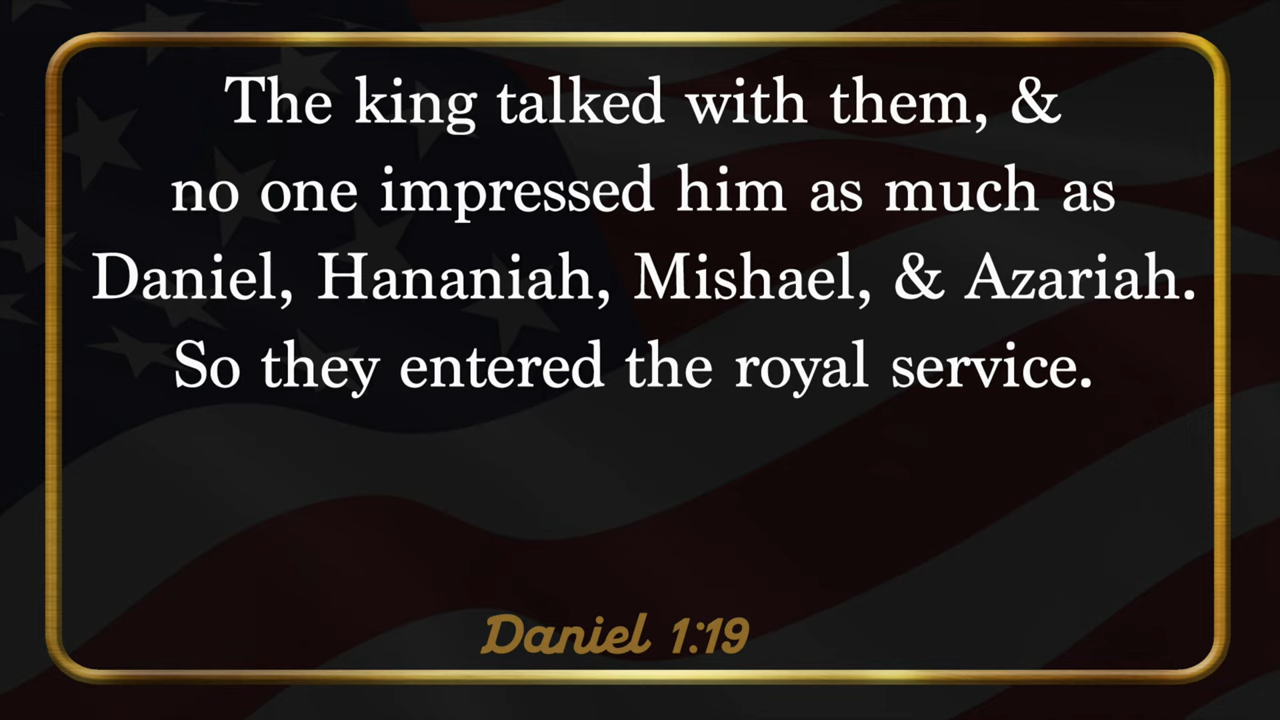 The king talked with them, &
no one impressed him as much as
Daniel, Hananiah, Mishael, & Azariah.
So they entered the royal service.
Daniel 1:19